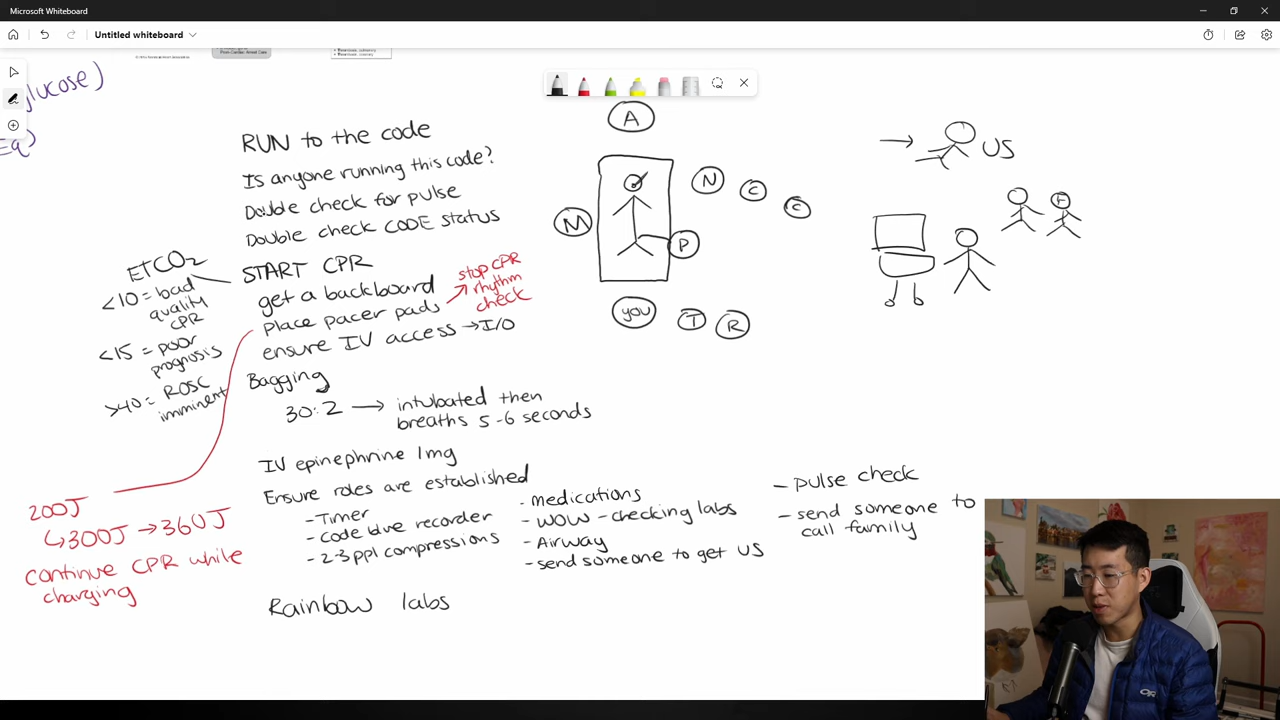 Microsoft Whiteboard
Untitled whiteboard
glucose)
Eq)
RUN to the code
Is anyone running this code?
Double check for pulse
Double check CODE status
START CPR
get a backboard
place pacer pads
ensure IV access → I/O
stop CPR
rhythm
check
ETCO2
<10 = bad
quality
CPR
<15 = poor
prognosis
>40 = ROSC
imminent
Bagging
30:2 → intubated then
breaths 5-6 seconds
IV epinephrine 1mg
Ensure roles are established
- Timer
- code blue recorder
- 2-3 ppl compressions
- medications
- WOW - checking labs
- Airway
- send someone to get US
- pulse check
- send someone to
call family
Rainbow labs
200J
↳ 300J → 360J
continue CPR while
charging
A
M
N
C
C
P
you
T
R
→ US
F
OR